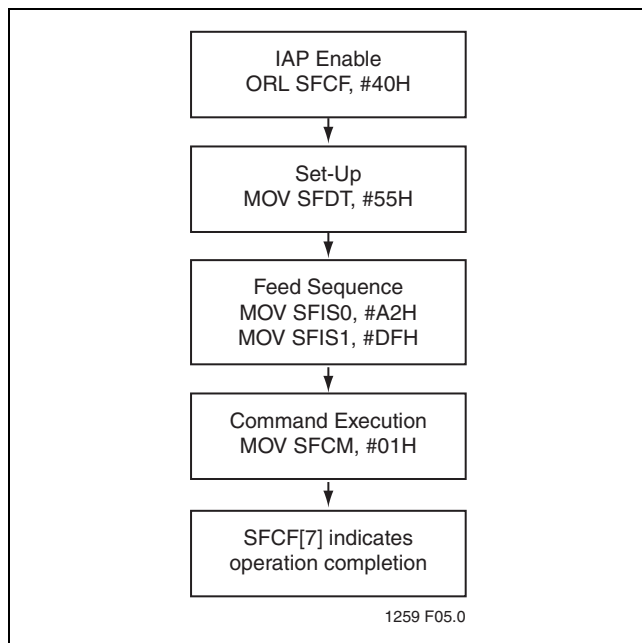 IAP Enable
ORL SFCF, #40H
Set-Up
MOV SFDT, #55H
Feed Sequence
MOV SFIS0, #A2H
MOV SFIS1, #DFH
Command Execution
MOV SFCM, #01H
SFCF[7] indicates
operation completion
1259 F05.0